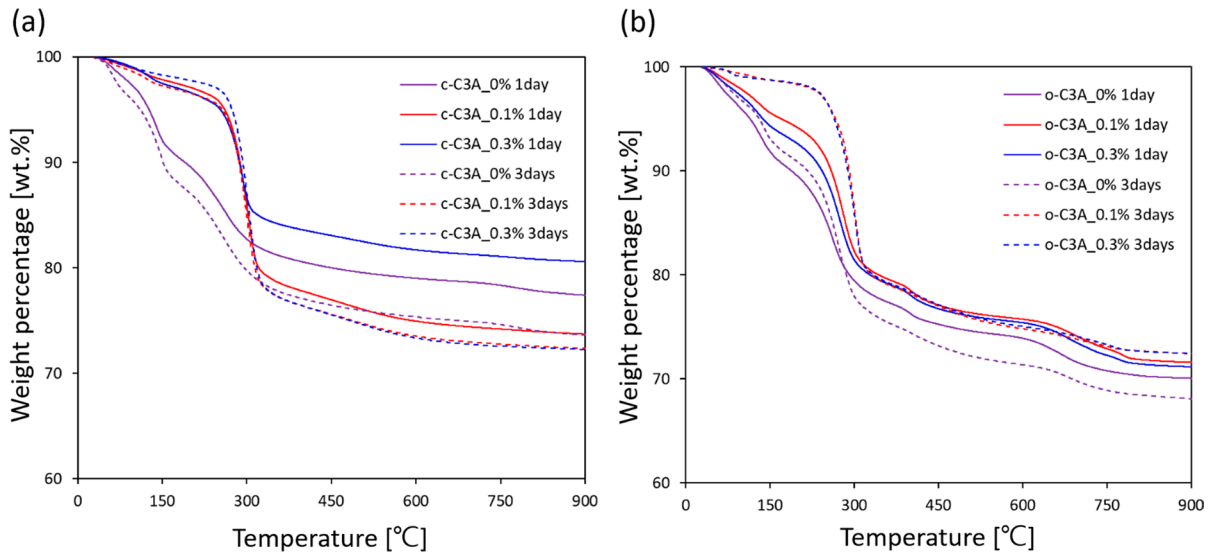 (a)
Weight percentage [wt.%]
100
90
80
70
60
0 150 300 450 600 750 900
Temperature [℃]
c-C3A_0% 1day
c-C3A_0.1% 1day
c-C3A_0.3% 1day
c-C3A_0% 3days
c-C3A_0.1% 3days
c-C3A_0.3% 3days
(b)
Weight percentage [wt.%]
100
90
80
70
60
0 150 300 450 600 750 900
Temperature [℃]
o-C3A_0% 1day
o-C3A_0.1% 1day
o-C3A_0.3% 1day
o-C3A_0% 3days
o-C3A_0.1% 3days
o-C3A_0.3% 3days